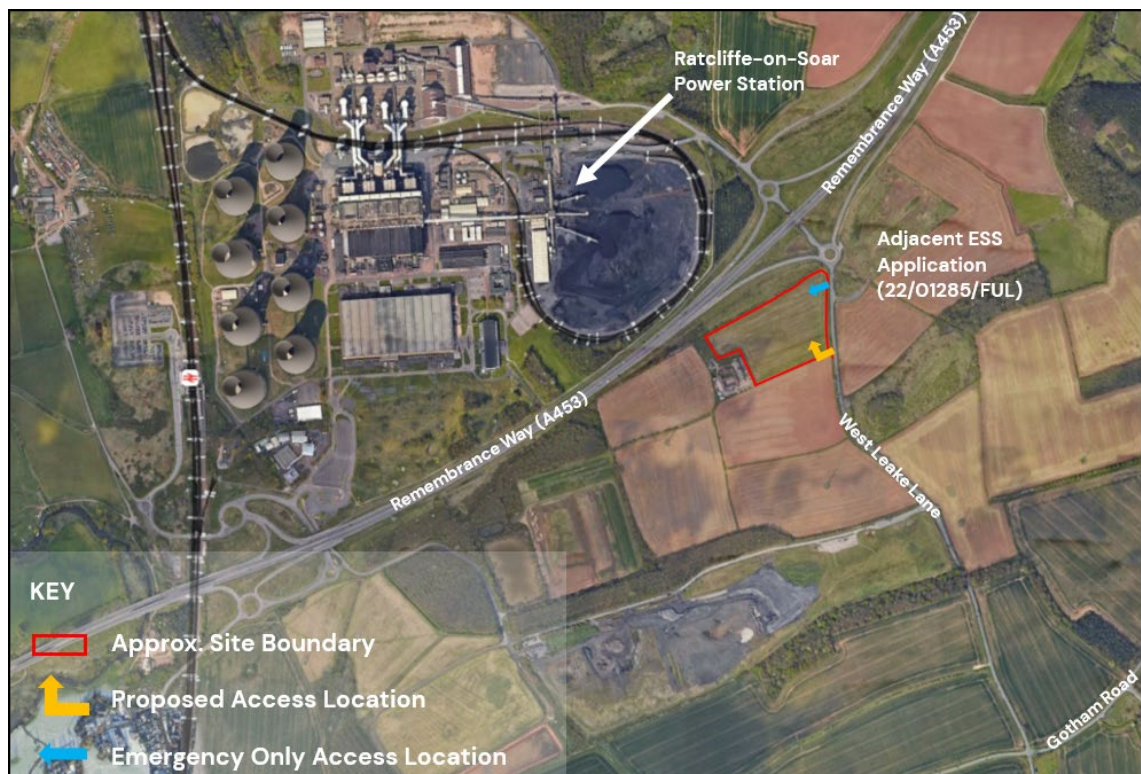 Ratcliffe-on-Soar
Power Station
Remembrance Way (A453)
Adjacent ESS
Application
(22/01285/FUL)
Remembrance Way (A453)
West Leake Lane
Gotham Road
KEY
Approx. Site Boundary
Proposed Access Location
Emergency Only Access Location